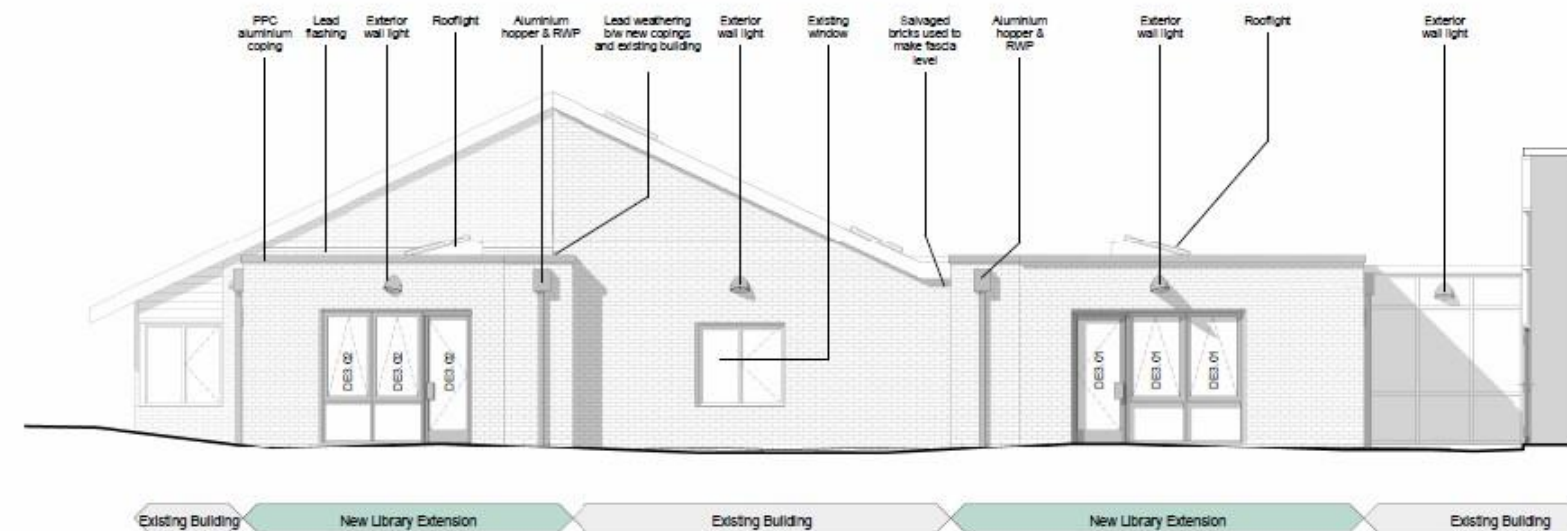 PPC
aluminium
coping
Lead
flashing
Exterior
wall light
Rooflight
Aluminium
hopper & RWP
Lead weathering
b/w new copings
and existing building
Exterior
wall light
Existing
window
Salvaged
bricks used to
make fascia
level
Aluminium
hopper &
RWP
Exterior
wall light
Rooflight
Exterior
wall light
DE3. 02
DE3. 02
DE3. 02
DE3. 01
DE3. 01
DE3. 01
Existing Building
New Library Extension
Existing Building
New Library Extension
Existing Building